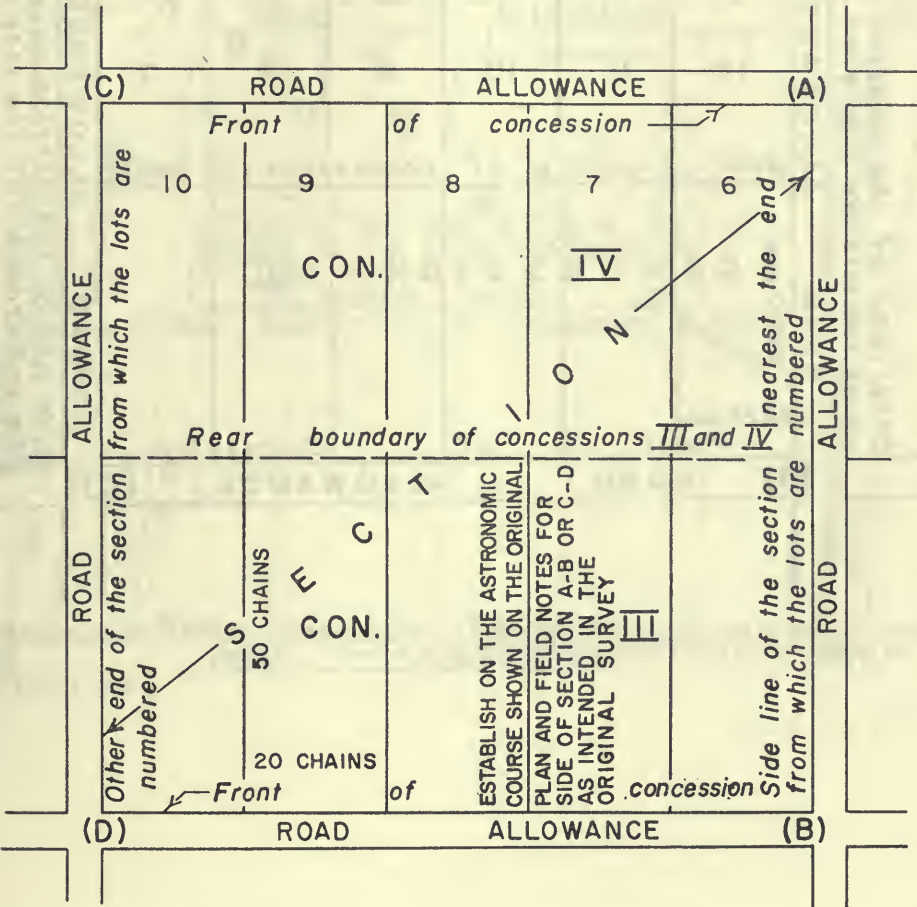 (C) ROAD ALLOWANCE (A)
Front of concession
10 9 8 7 6
CON. IV
ROAD ALLOWANCE
Other end of the section
from which the lots are
numbered
SECTION
Rear boundary of concessions III and IV
50 CHAINS
CON. III
20 CHAINS
ESTABLISH ON THE ASTRONOMIC
COURSE SHOWN ON THE ORIGINAL
PLAN AND FIELD NOTES FOR
SIDE OF SECTION A-B OR C-D
AS INTENDED IN THE
ORIGINAL SURVEY
Side line of the section nearest the end
from which the lots are numbered
ROAD ALLOWANCE
Front of concession
(D) ROAD ALLOWANCE (B)